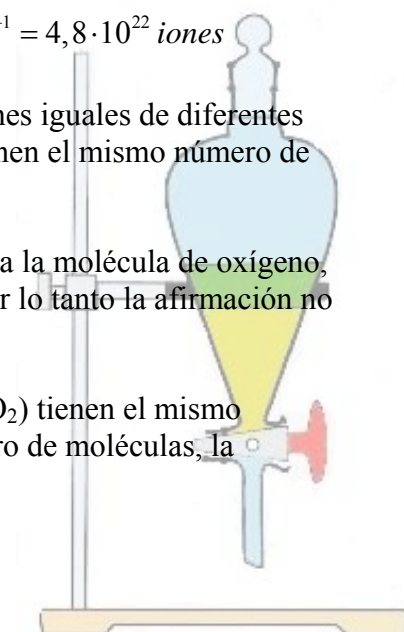 ⁻¹ = 4,8·10²² iones
nes iguales de diferentes
nen el mismo número de
a la molécula de oxígeno,
r lo tanto la afirmación no
O₂) tienen el mismo
ro de moléculas, la